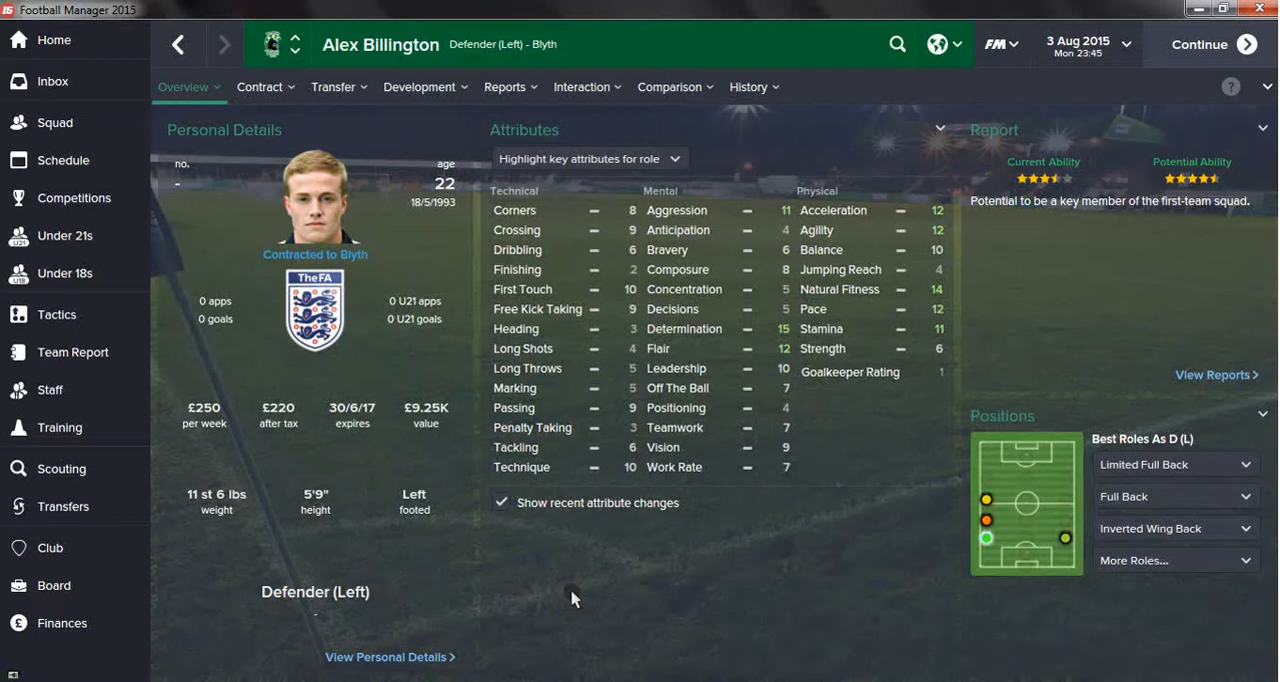 Football Manager 2015
Home
Inbox
Squad
Schedule
Competitions
Under 21s
Under 18s
Tactics
Team Report
Staff
Training
Scouting
Transfers
Club
Board
Finances
Alex Billington Defender (Left) - Blyth
FM
3 Aug 2015
Mon 23:45
Continue
Overview Contract Transfer Development Reports Interaction Comparison History
?
Personal Details
no.
-
age
22
18/5/1993
Contracted to Blyth
The FA
0 apps
0 goals
0 U21 apps
0 U21 goals
£250
per week
£220
after tax
30/6/17
expires
£9.25K
value
11 st 6 lbs
weight
5'9"
height
Left
footed
Defender (Left)
-
View Personal Details >
Attributes
Highlight key attributes for role
Technical Mental Physical
Corners - 8 Aggression - 11 Acceleration - 12
Crossing - 9 Anticipation - 4 Agility - 12
Dribbling - 6 Bravery - 6 Balance - 10
Finishing - 2 Composure - 8 Jumping Reach - 4
First Touch - 10 Concentration - 5 Natural Fitness - 14
Free Kick Taking - 9 Decisions - 5 Pace - 12
Heading - 3 Determination - 15 Stamina - 11
Long Shots - 4 Flair - 12 Strength - 6
Long Throws - 5 Leadership - 10 Goalkeeper Rating 1
Marking - 5 Off The Ball - 7
Passing - 9 Positioning - 4
Penalty Taking - 3 Teamwork - 7
Tackling - 6 Vision - 9
Technique - 10 Work Rate - 7
Show recent attribute changes
Report
Current Ability
Potential Ability
Potential to be a key member of the first-team squad.
View Reports >
Positions
Best Roles As D (L)
Limited Full Back
Full Back
Inverted Wing Back
More Roles...